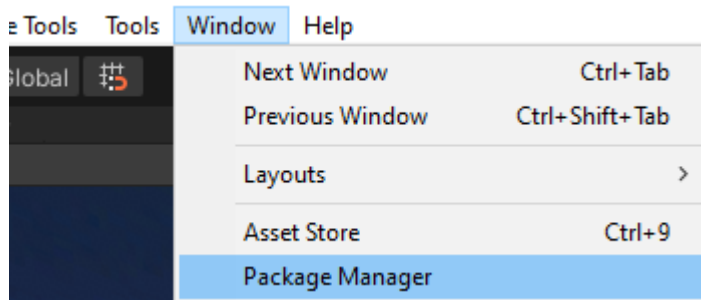 Tools Tools Window Help
Global
Next Window Ctrl+Tab
Previous Window Ctrl+Shift+Tab
Layouts
Asset Store Ctrl+9
Package Manager